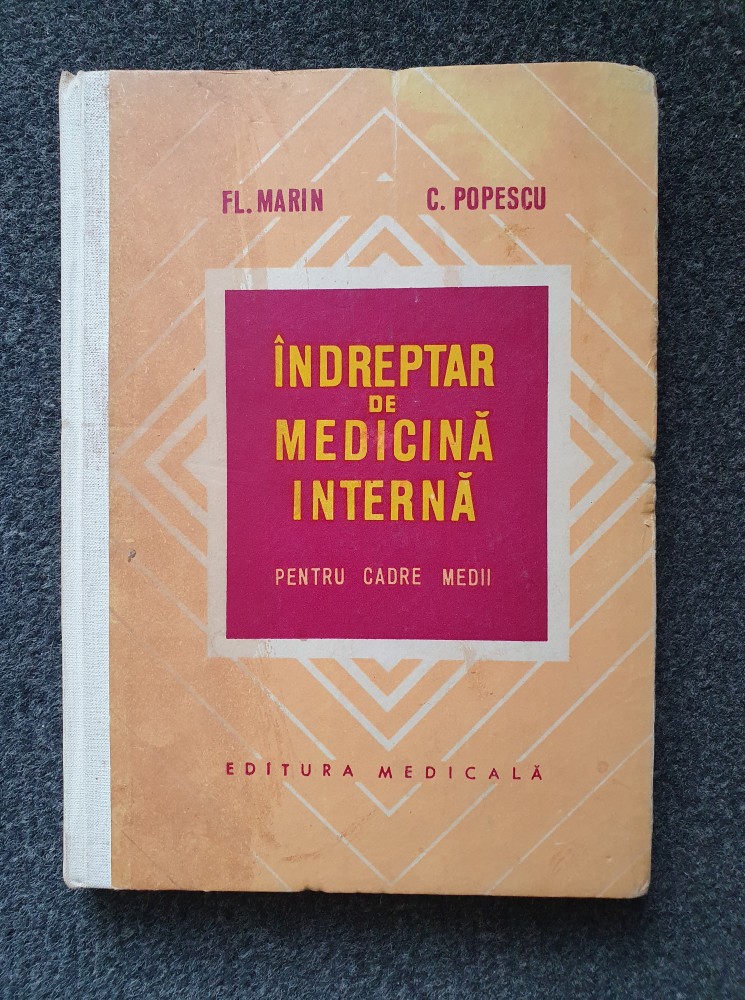 FL. MARIN C. POPESCU
ÎNDREPTAR
DE
MEDICINĂ
INTERNĂ
PENTRU CADRE MEDII
EDITURA MEDICALĂ